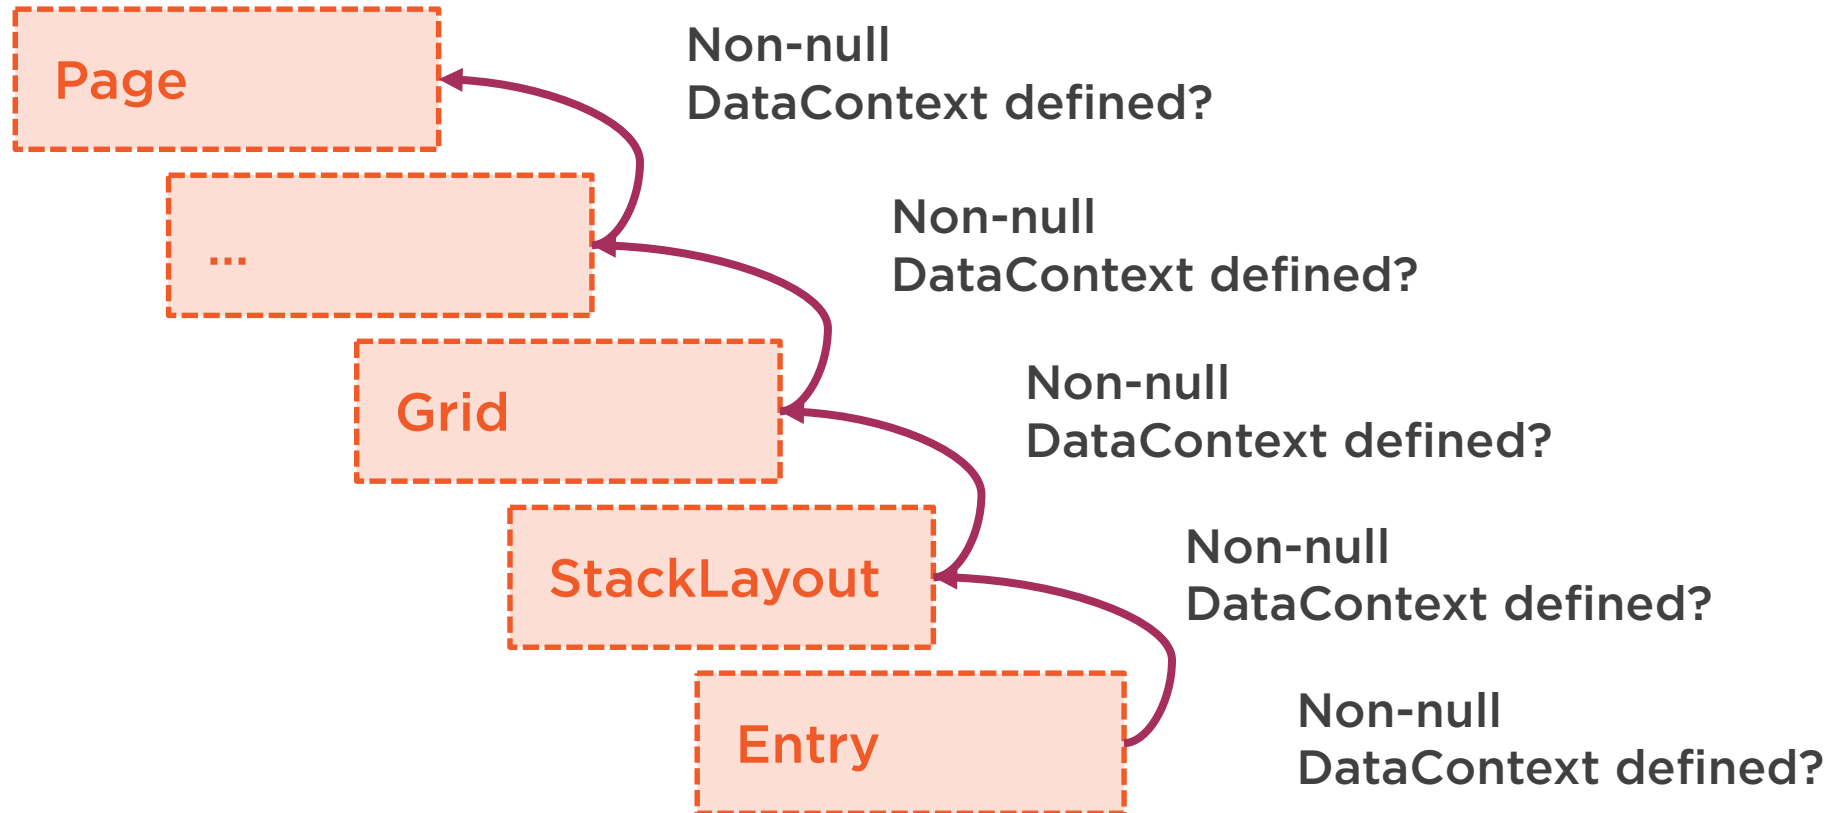 Page
Non-null
DataContext defined?
...
Non-null
DataContext defined?
Grid
Non-null
DataContext defined?
StackLayout
Non-null
DataContext defined?
Entry
Non-null
DataContext defined?